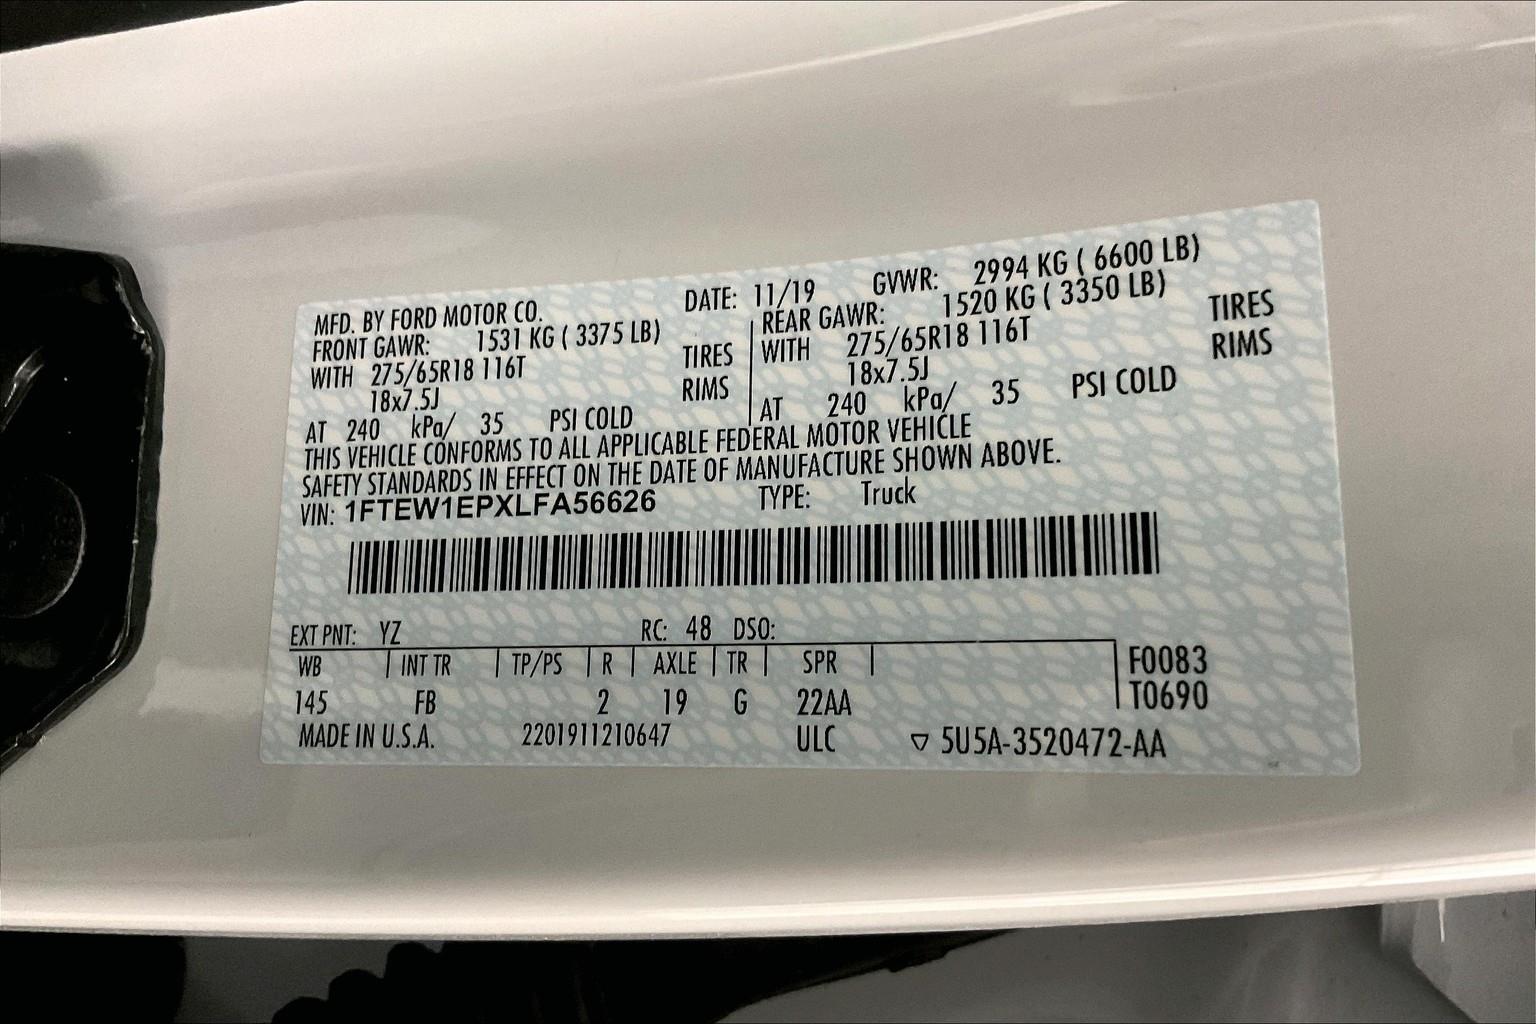 MFD. BY FORD MOTOR CO. DATE: 11/19 GVWR: 2994 KG ( 6600 LB)
FRONT GAWR: 1531 KG ( 3375 LB) REAR GAWR: 1520 KG ( 3350 LB)
WITH 275/65R18 116T TIRES WITH 275/65R18 116T TIRES
18x7.5J RIMS 18x7.5J RIMS
AT 240 kPa/ 35 PSI COLD AT 240 kPa/ 35 PSI COLD
THIS VEHICLE CONFORMS TO ALL APPLICABLE FEDERAL MOTOR VEHICLE
SAFETY STANDARDS IN EFFECT ON THE DATE OF MANUFACTURE SHOWN ABOVE.
VIN: 1FTEW1EPXLFA56626 TYPE: Truck
EXT PNT: YZ RC: 48 DSO:
WB INT TR TP/PS R AXLE TR SPR F0083
145 FB 2 19 G 22AA T0690
MADE IN U.S.A. 2201911210647 ULC ▽ 5U5A-3520472-AA